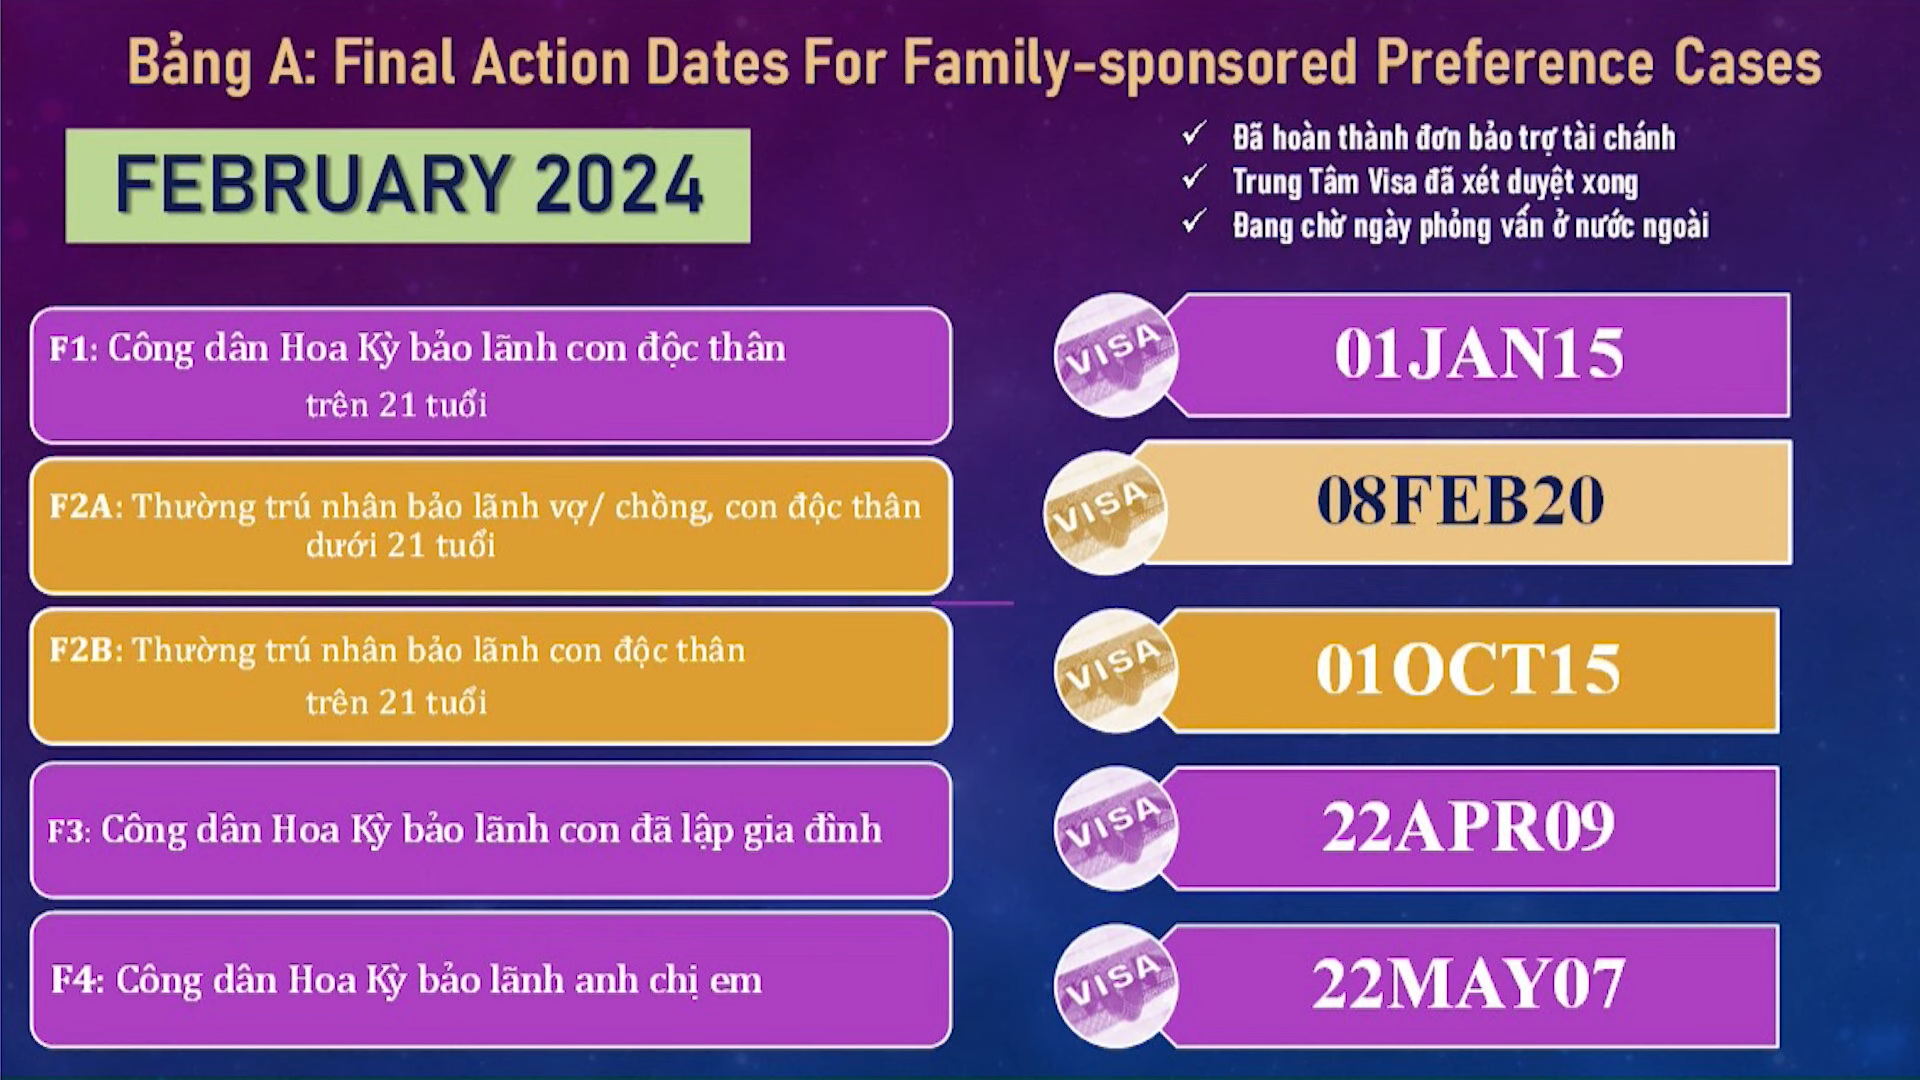 Bảng A: Final Action Dates For Family-sponsored Preference Cases
FEBRUARY 2024
✓ Đã hoàn thành đơn bảo trợ tài chánh
✓ Trung Tâm Visa đã xét duyệt xong
✓ Đang chờ ngày phỏng vấn ở nước ngoài
F1: Công dân Hoa Kỳ bảo lãnh con độc thân
trên 21 tuổi
VISA
01JAN15
F2A: Thường trú nhân bảo lãnh vợ/ chồng, con độc thân
dưới 21 tuổi
VISA
08FEB20
F2B: Thường trú nhân bảo lãnh con độc thân
trên 21 tuổi
VISA
01OCT15
F3: Công dân Hoa Kỳ bảo lãnh con đã lập gia đình
VISA
22APR09
F4: Công dân Hoa Kỳ bảo lãnh anh chị em
VISA
22MAY07